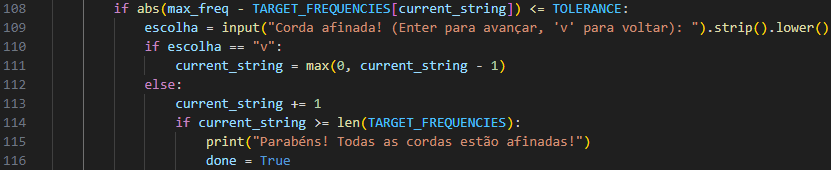 108 if abs(max_freq - TARGET_FREQUENCIES[current_string]) <= TOLERANCE:
109 escolha = input("Corda afinada! (Enter para avançar, 'v' para voltar): ").strip().lower()
110 if escolha == "v":
111 current_string = max(0, current_string - 1)
112 else:
113 current_string += 1
114 if current_string >= len(TARGET_FREQUENCIES):
115 print("Parabéns! Todas as cordas estão afinadas!")
116 done = True